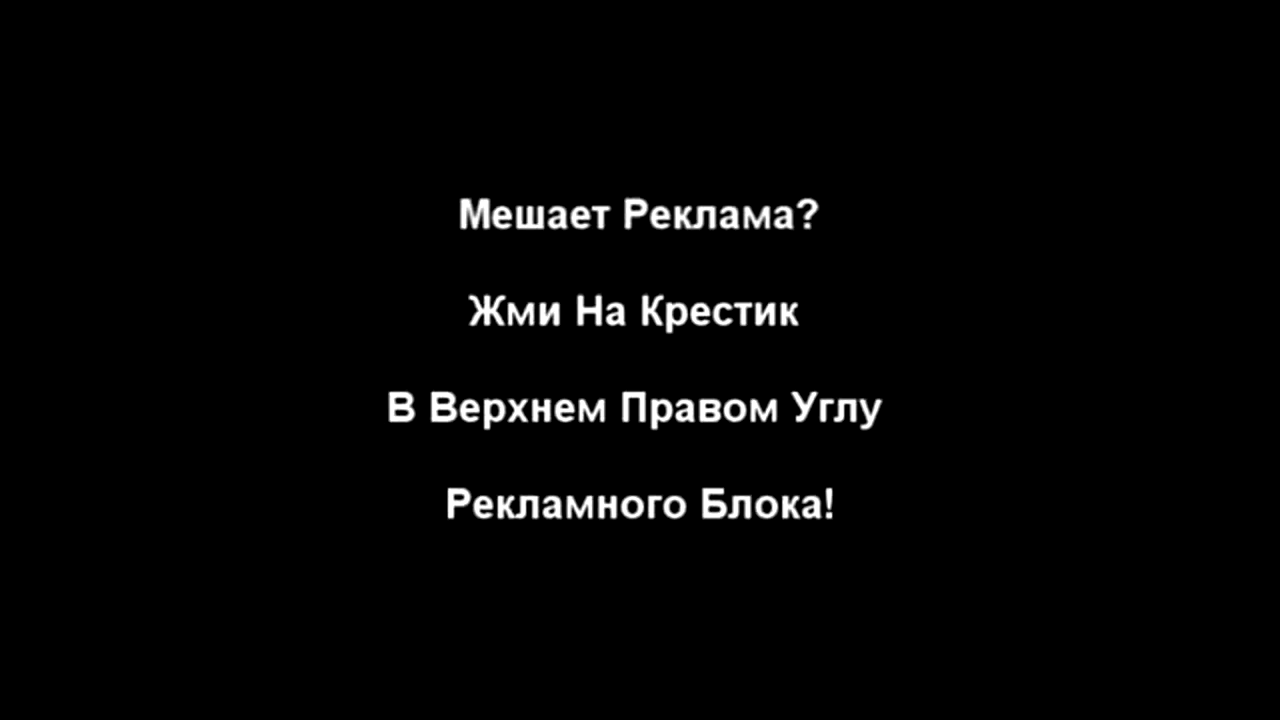 Мешает Реклама?
Жми На Крестик
В Верхнем Правом Углу
Рекламного Блока!